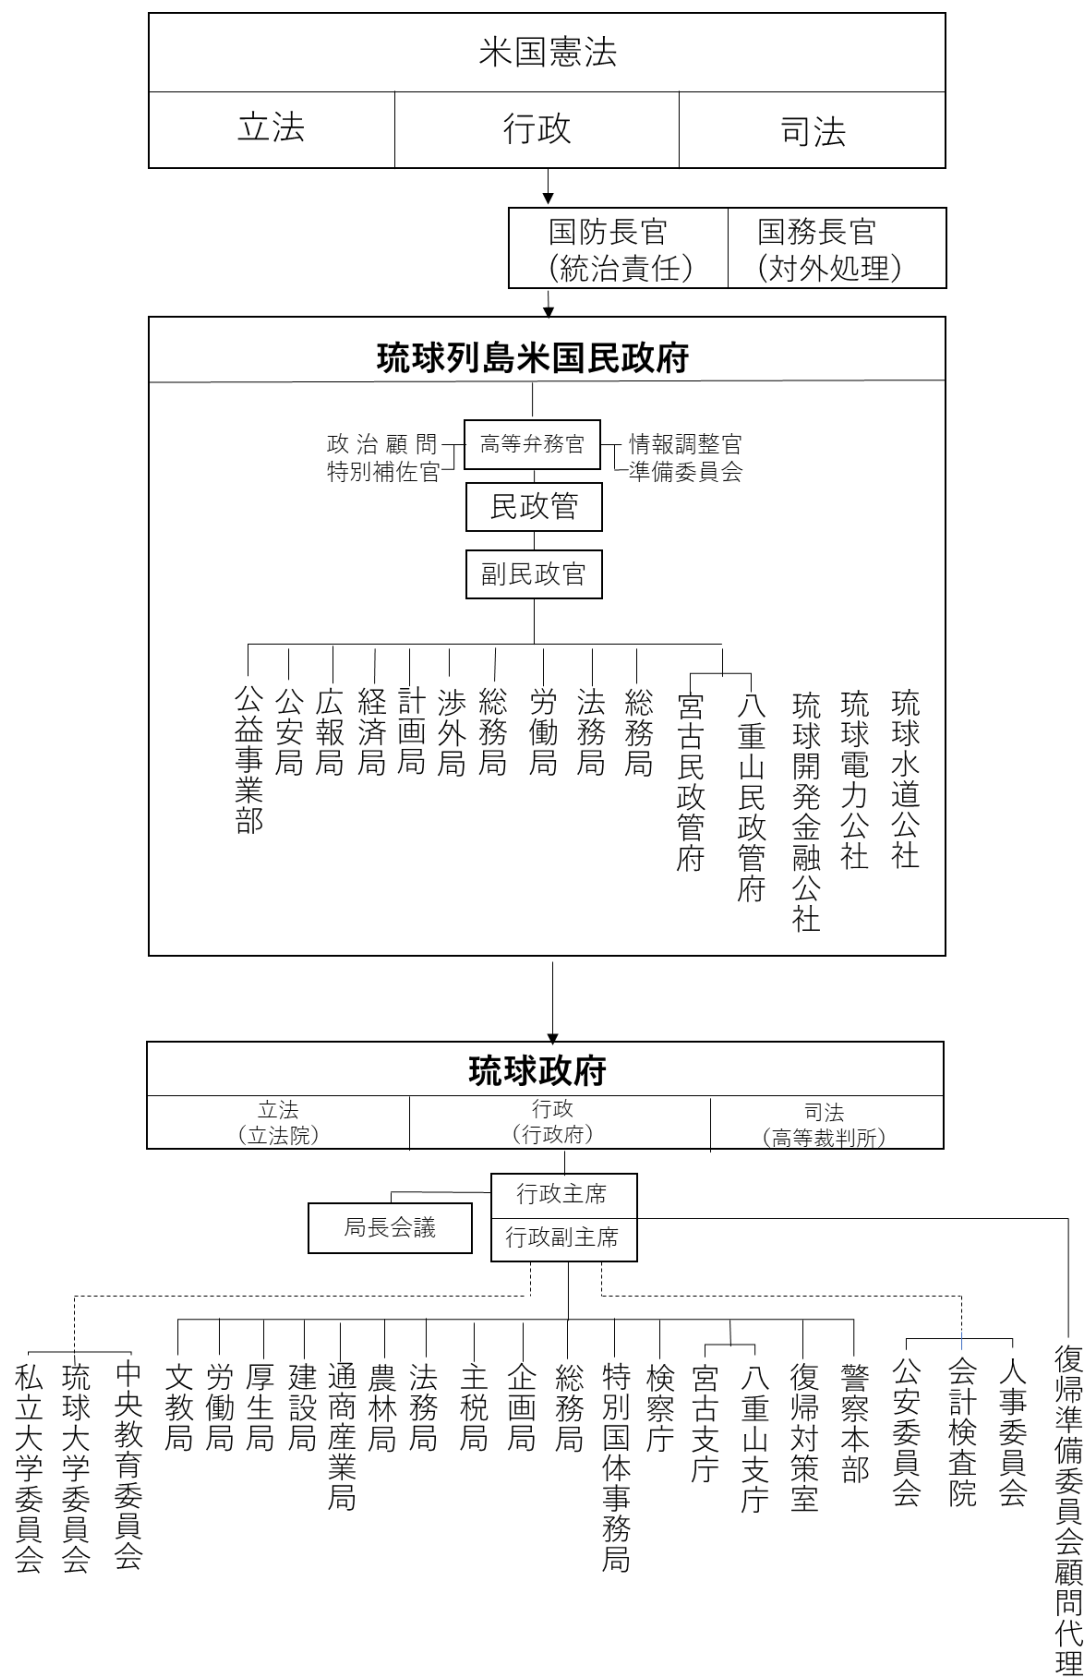 米国憲法
立法
行政
司法
国防長官
(統治責任)
国務長官
(対外処理)
琉球列島米国民政府
政治顧問
特別補佐官
高等弁務官
情報調整官
準備委員会
民政管
副民政官
公益事業部
公安局
広報局
経済局
計画局
渉外局
総務局
労働局
法務局
総務局
宮古民政管府
八重山民政管府
琉球開発金融公社
琉球電力公社
琉球水道公社
琉球政府
立法
(立法院)
行政
(行政府)
司法
(高等裁判所)
行政主席
局長会議
行政副主席
私立大学委員会
琉球大学委員会
中央教育委員会
文教局
労働局
厚生局
建設局
通商産業局
農林局
法務局
主税局
企画局
総務局
特別国体事務局
検察庁
宮古支庁
八重山支庁
復帰対策室
警察本部
公安委員会
会計検査院
人事委員会
復帰準備委員会顧問代理